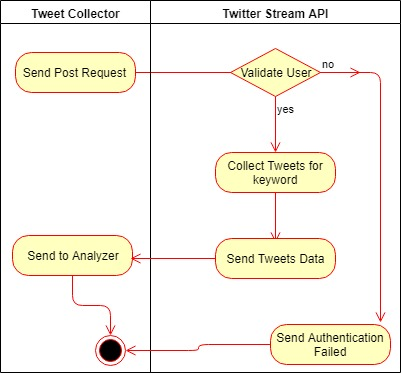 Tweet Collector
Twitter Stream API
Send Post Request
Validate User
no
yes
Collect Tweets for
keyword
Send to Analyzer
Send Tweets Data
Send Authentication
Failed